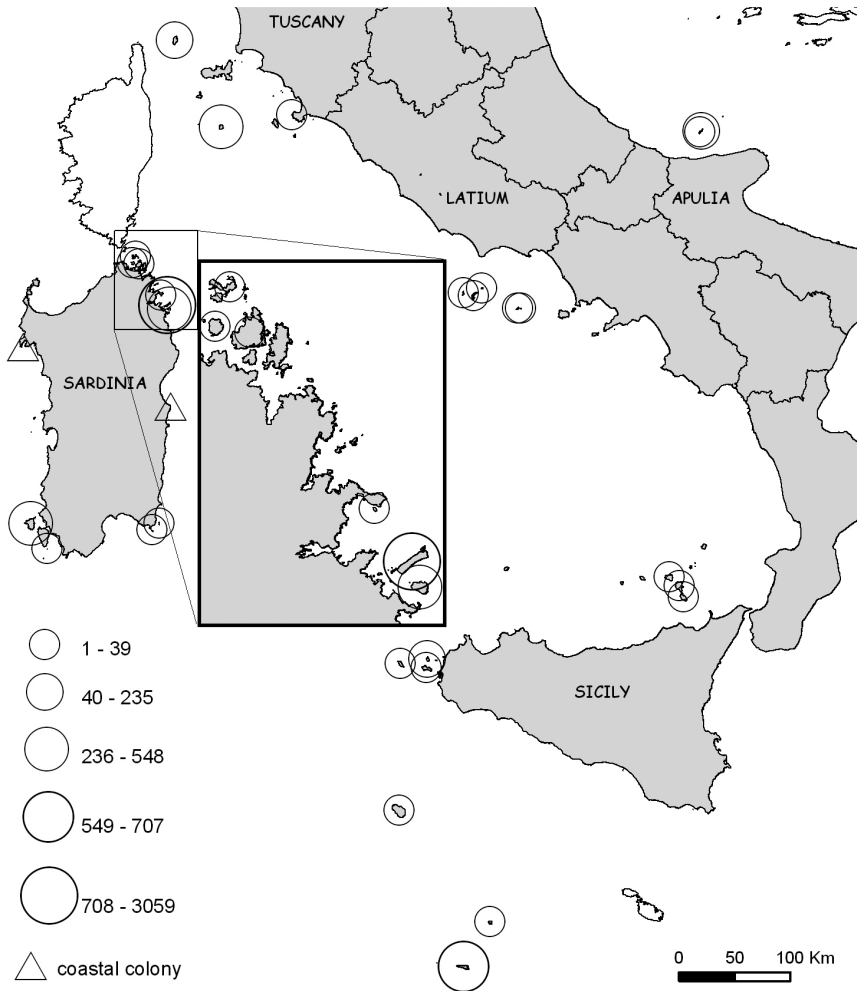 TUSCANY
LATIUM
APULIA
SARDINIA
SICILY
1 - 39
40 - 235
236 - 548
549 - 707
708 - 3059
coastal colony
0 50 100 Km